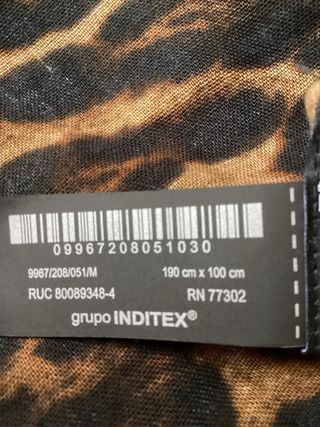 09967208051030
9967/208/051/M 190 cm x 100 cm
RUC 80089348-4 RN 77302
grupo INDITEX®